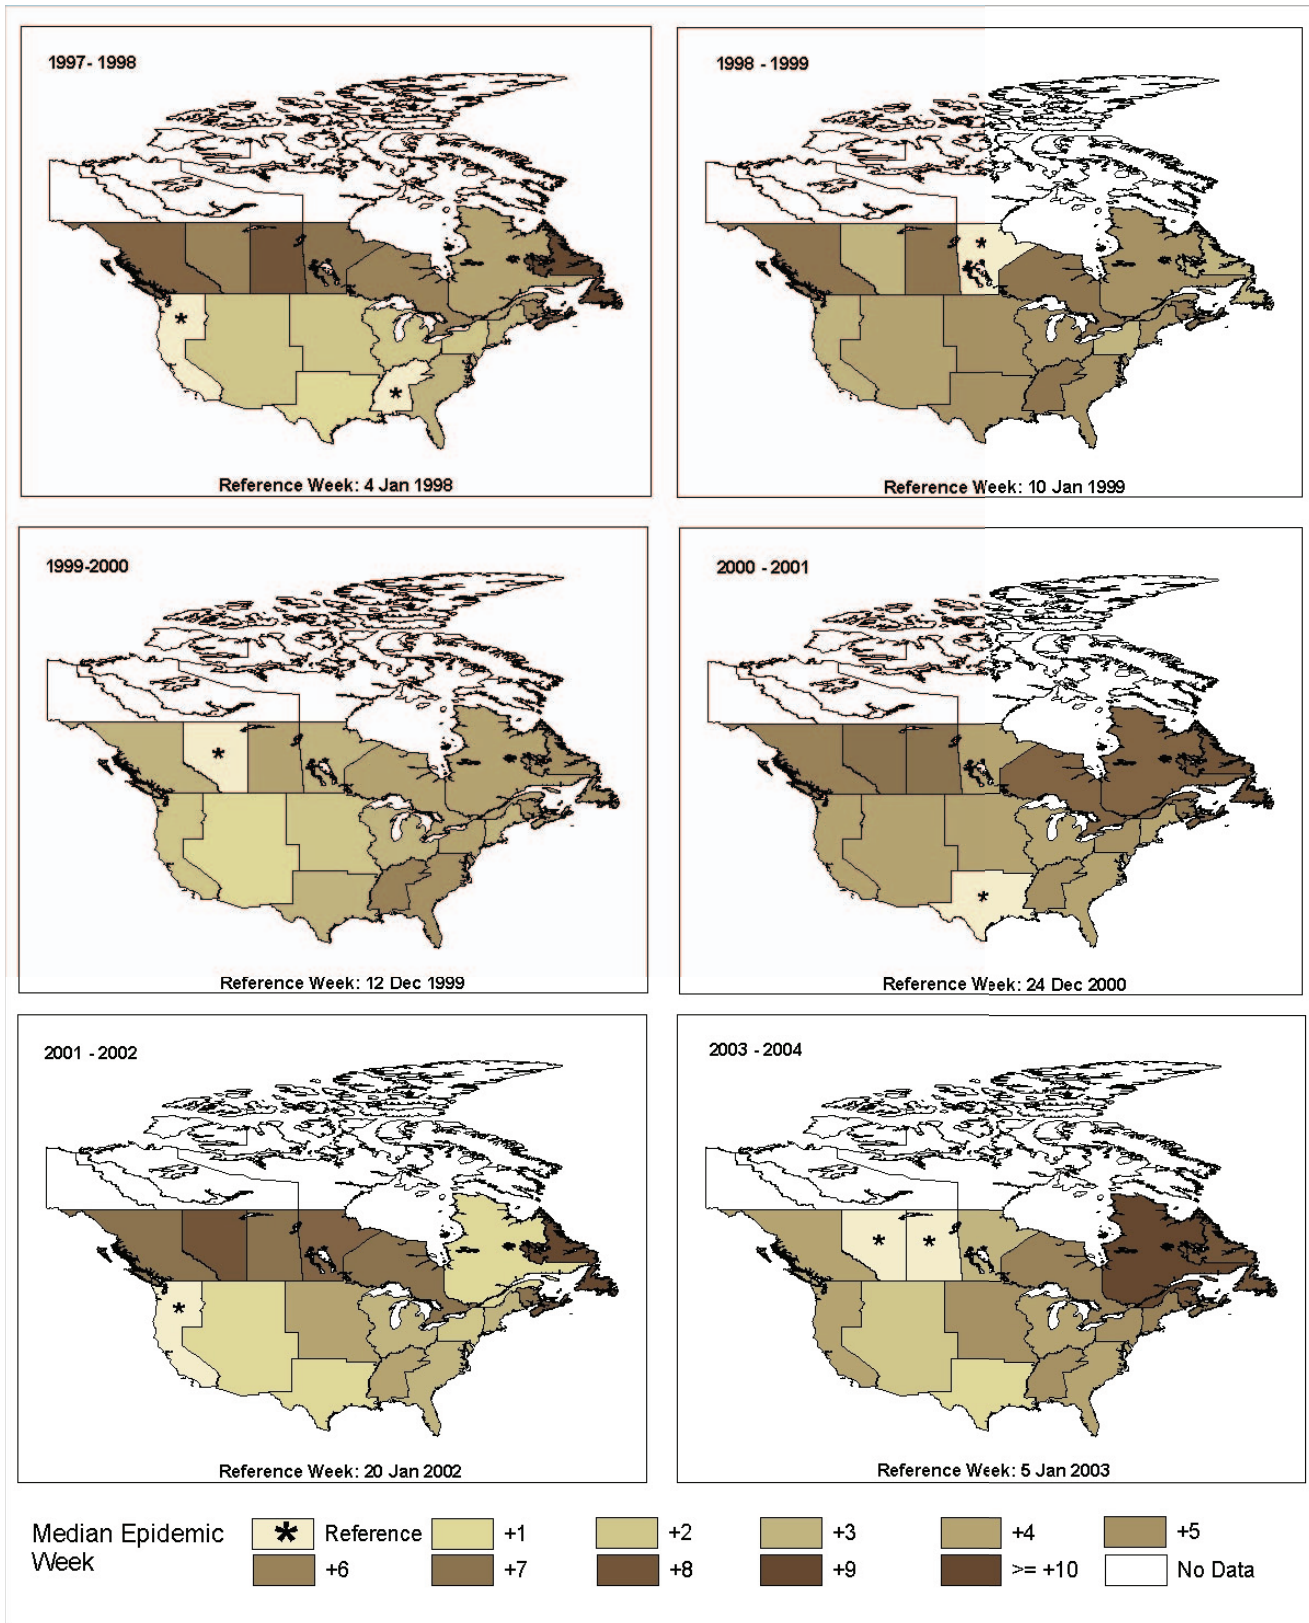 1997- 1998
1998 - 1999
* 
*
*
Reference Week: 4 Jan 1998
Reference Week: 10 Jan 1999
1999-2000
2000 - 2001
*
*
Reference Week: 12 Dec 1999
Reference Week: 24 Dec 2000
2001 - 2002
2003 - 2004
*
* *
Reference Week: 20 Jan 2002
Reference Week: 5 Jan 2003
Median Epidemic
Week
* Reference +1 +2 +3 +4 +5
+6 +7 +8 +9 >= +10 No Data